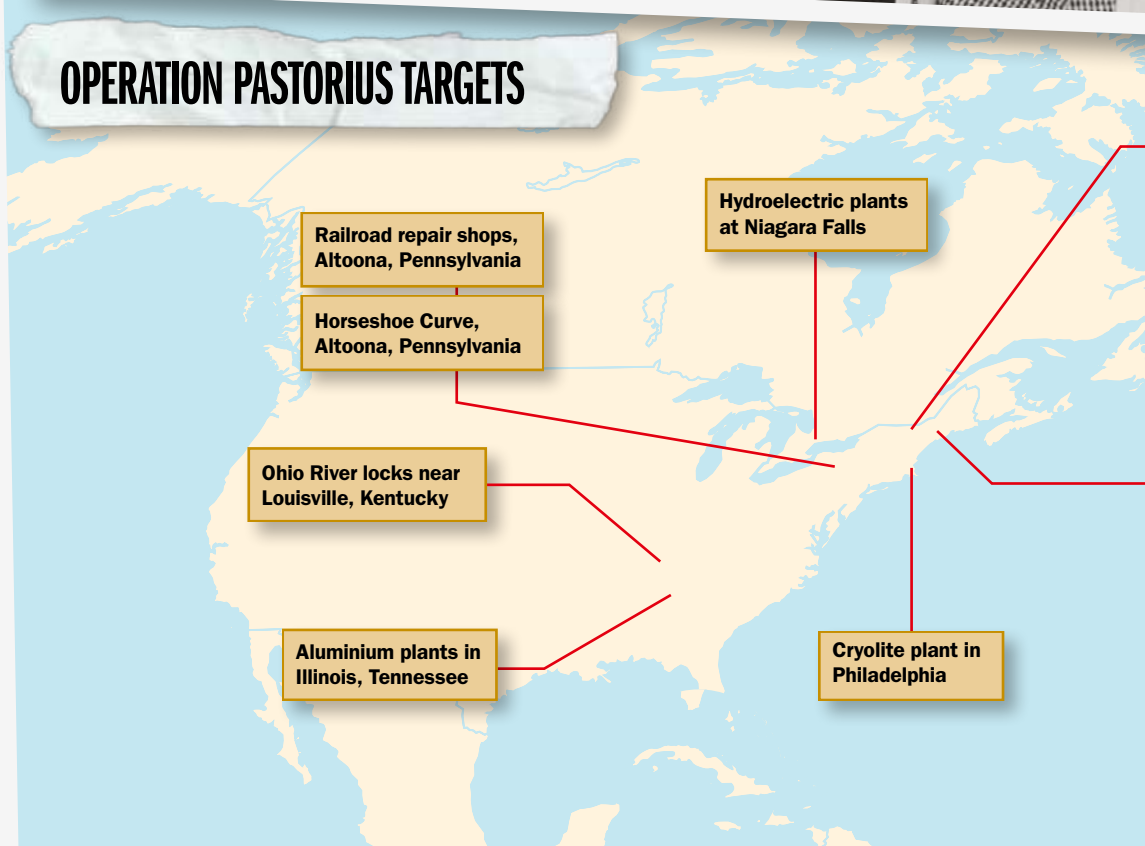 OPERATION PASTORIUS TARGETS
Railroad repair shops,
Altoona, Pennsylvania
Horseshoe Curve,
Altoona, Pennsylvania
Hydroelectric plants
at Niagara Falls
Ohio River locks near
Louisville, Kentucky
Aluminium plants in
Illinois, Tennessee
Cryolite plant in
Philadelphia